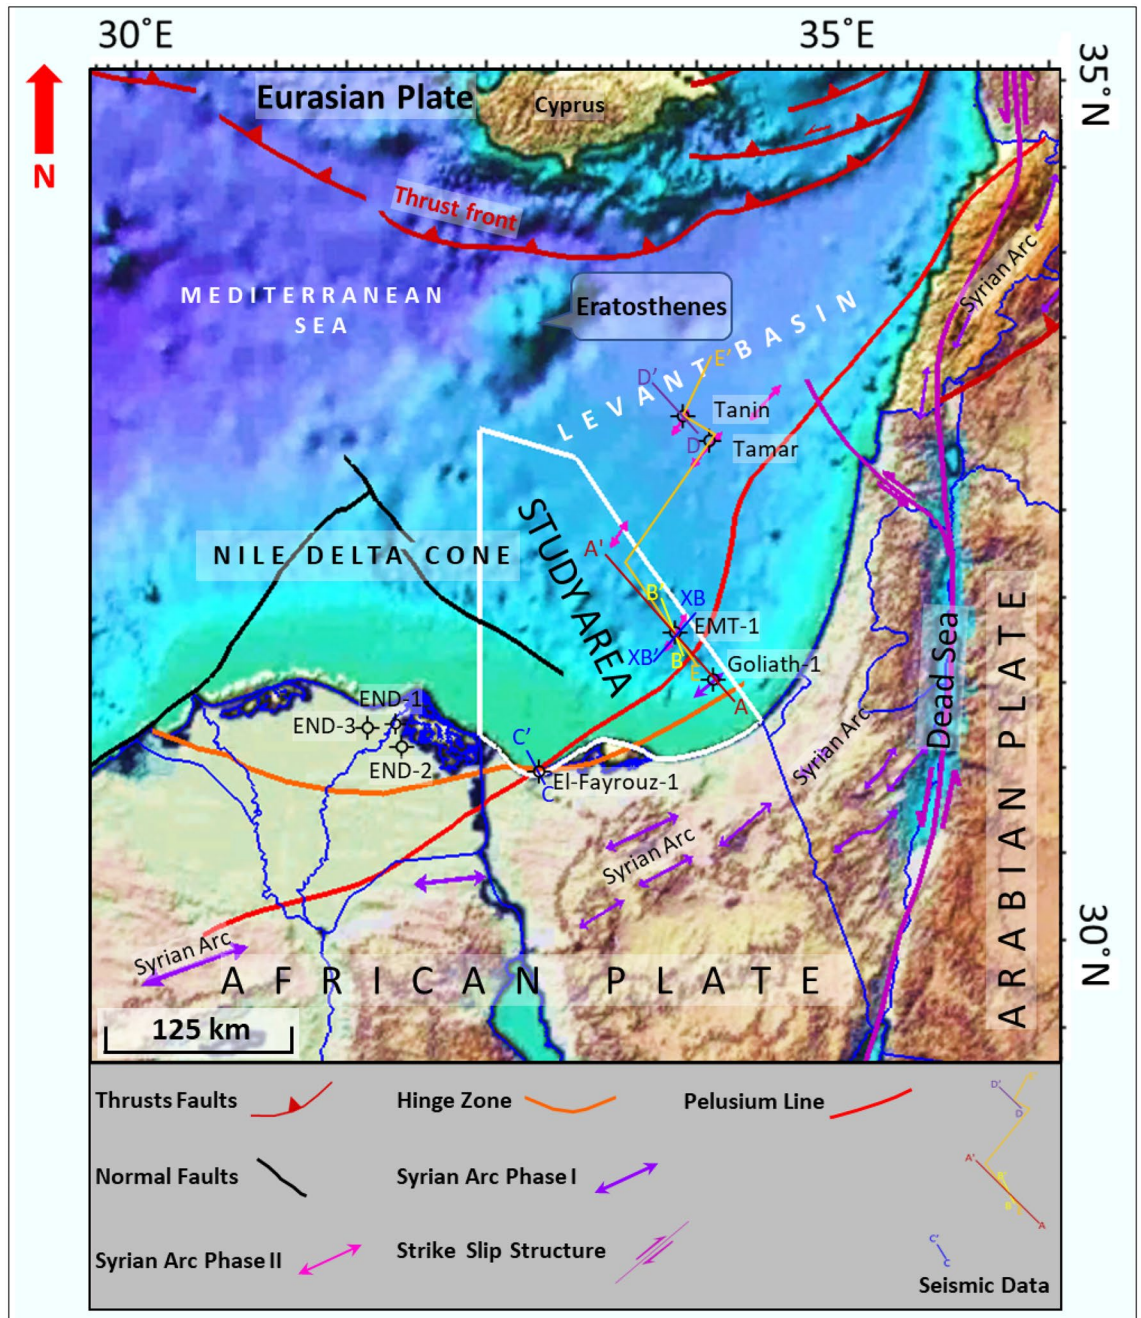 30˚E
35˚E
35˚N
N
Eurasian Plate
Cyprus
Thrust front
Syrian Arc
MEDITERRANEAN
SEA
Eratosthenes
LEVANT BASIN
E'
D'
Tanin
D
Tamar
STUDY AREA
NILE DELTA CONE
A'
B'
XB
EMT-1
XB'
B
E
Goliath-1
A
END-1
END-3
END-2
C'
C
El-Fayrouz-1
Syrian Arc
Dead Sea
ARABIAN PLATE
Syrian Arc
Syrian Arc
30˚N
AFRICAN PLATE
125 km
Thrusts Faults
Hinge Zone
Pelusium Line
D'
D
Normal Faults
Syrian Arc Phase I
A'
B'
B
A
Syrian Arc Phase II
Strike Slip Structure
C'
C
Seismic Data